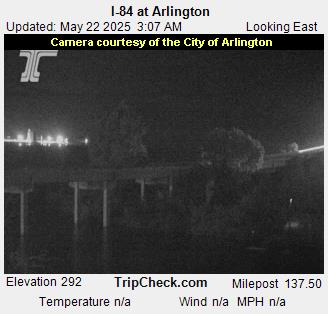 I-84 at Arlington
Updated: May 22 2025 3:07 AM Looking East
Camera courtesy of the City of Arlington
Elevation 292 TripCheck.com Milepost 137.50
Temperature n/a Wind n/a MPH n/a